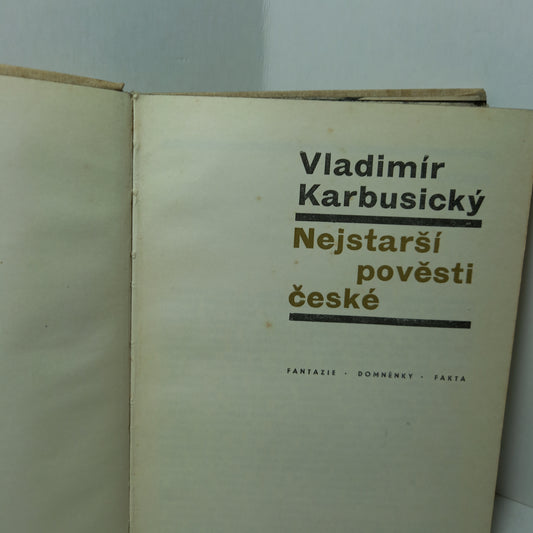 Vladimír
Karbusický
Nejstarší
pověsti
české
FANTAZIE · DOMNĚNKY · FAKTA